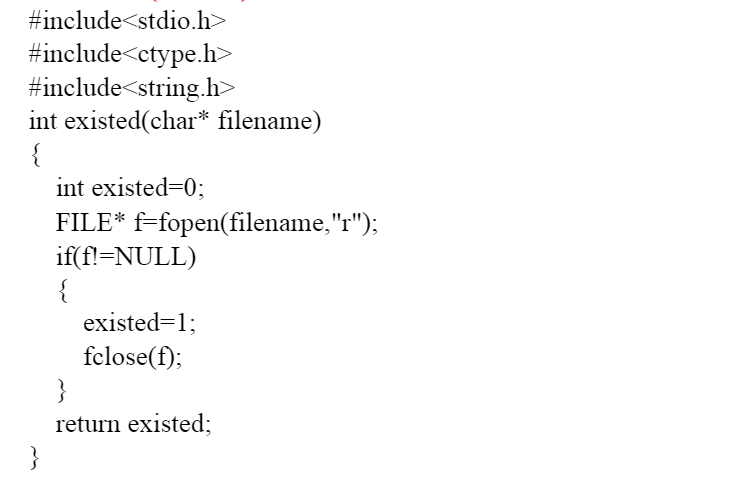 #include<stdio.h>
#include<ctype.h>
#include<string.h>
int existed(char* filename)
{
int existed=0;
FILE* f=fopen(filename,"r");
if(f!=NULL)
{
existed=1;
fclose(f);
}
return existed;
}